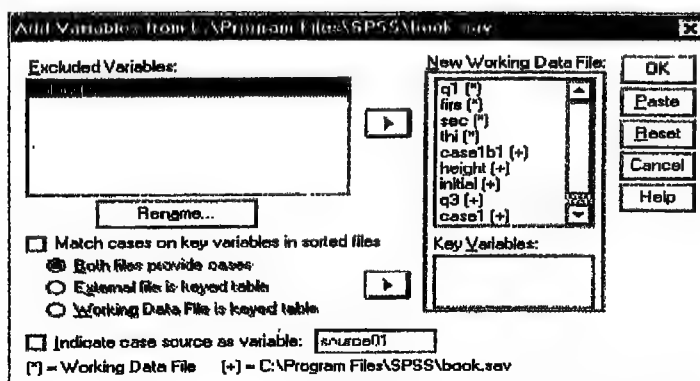 Add Variables from C:\Program Files\SPSS\book.sav
Excluded Variables:
New Working Data File:
q1 (*)
firs (*)
sec (*)
thi (*)
case1b1 (+)
height (+)
initial (+)
q3 (+)
case1 (+)
OK
Paste
Reset
Cancel
Help
Rename...
Match cases on key variables in sorted files
Both files provide cases
External file is keyed table
Working Data File is keyed table
Key Variables:
Indicate case source as variable:
source01
(*) = Working Data File (+) = C:\Program Files\SPSS\book.sav